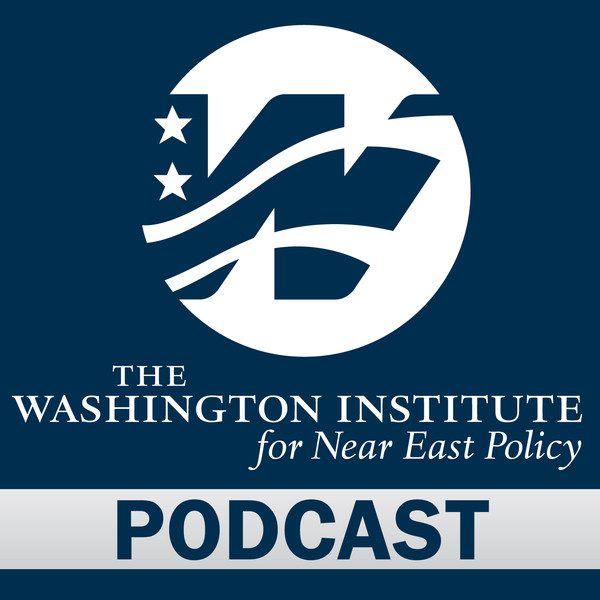 THE
WASHINGTON INSTITUTE
for Near East Policy
PODCAST